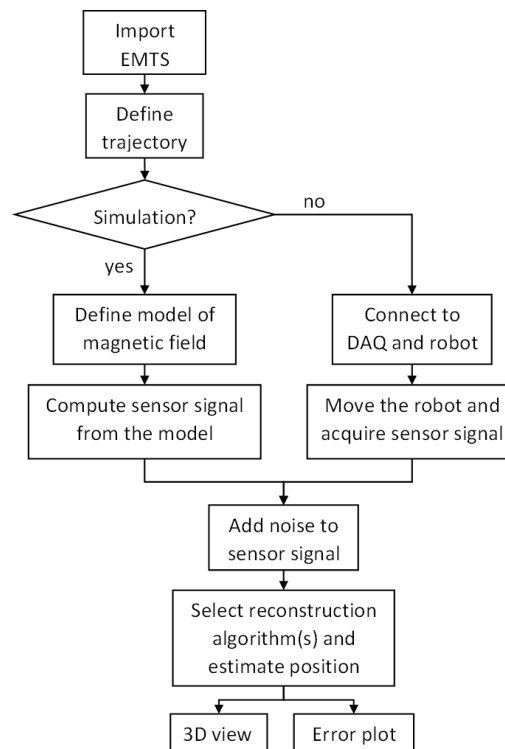 Import
EMTS
Define
trajectory
Simulation?
no
yes
Define model of
magnetic field
Connect to
DAQ and robot
Compute sensor signal
from the model
Move the robot and
acquire sensor signal
Add noise to
sensor signal
Select reconstruction
algorithm(s) and
estimate position
3D view
Error plot